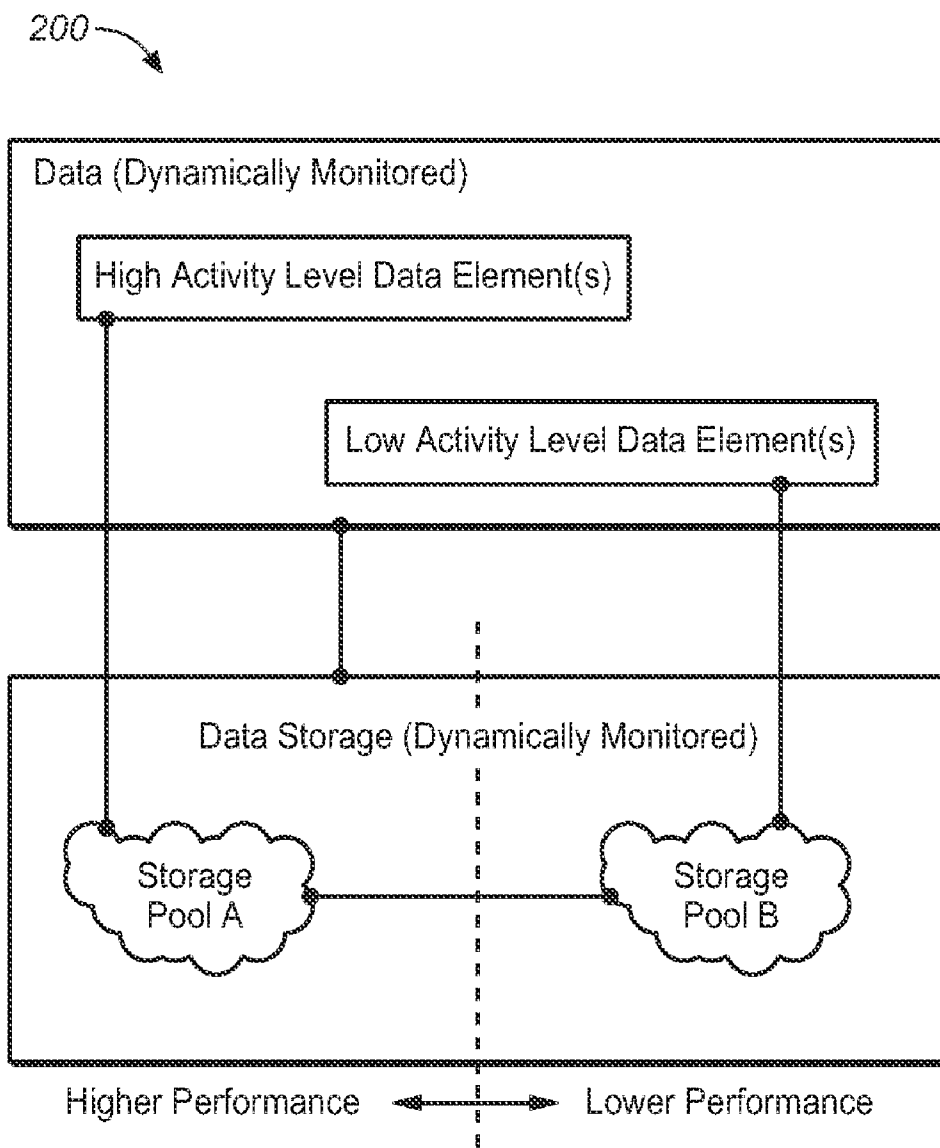 200
Data (Dynamically Monitored)
High Activity Level Data Element(s)
Low Activity Level Data Element(s)
Data Storage (Dynamically Monitored)
Storage
Pool A
Storage
Pool B
Higher Performance
Lower Performance